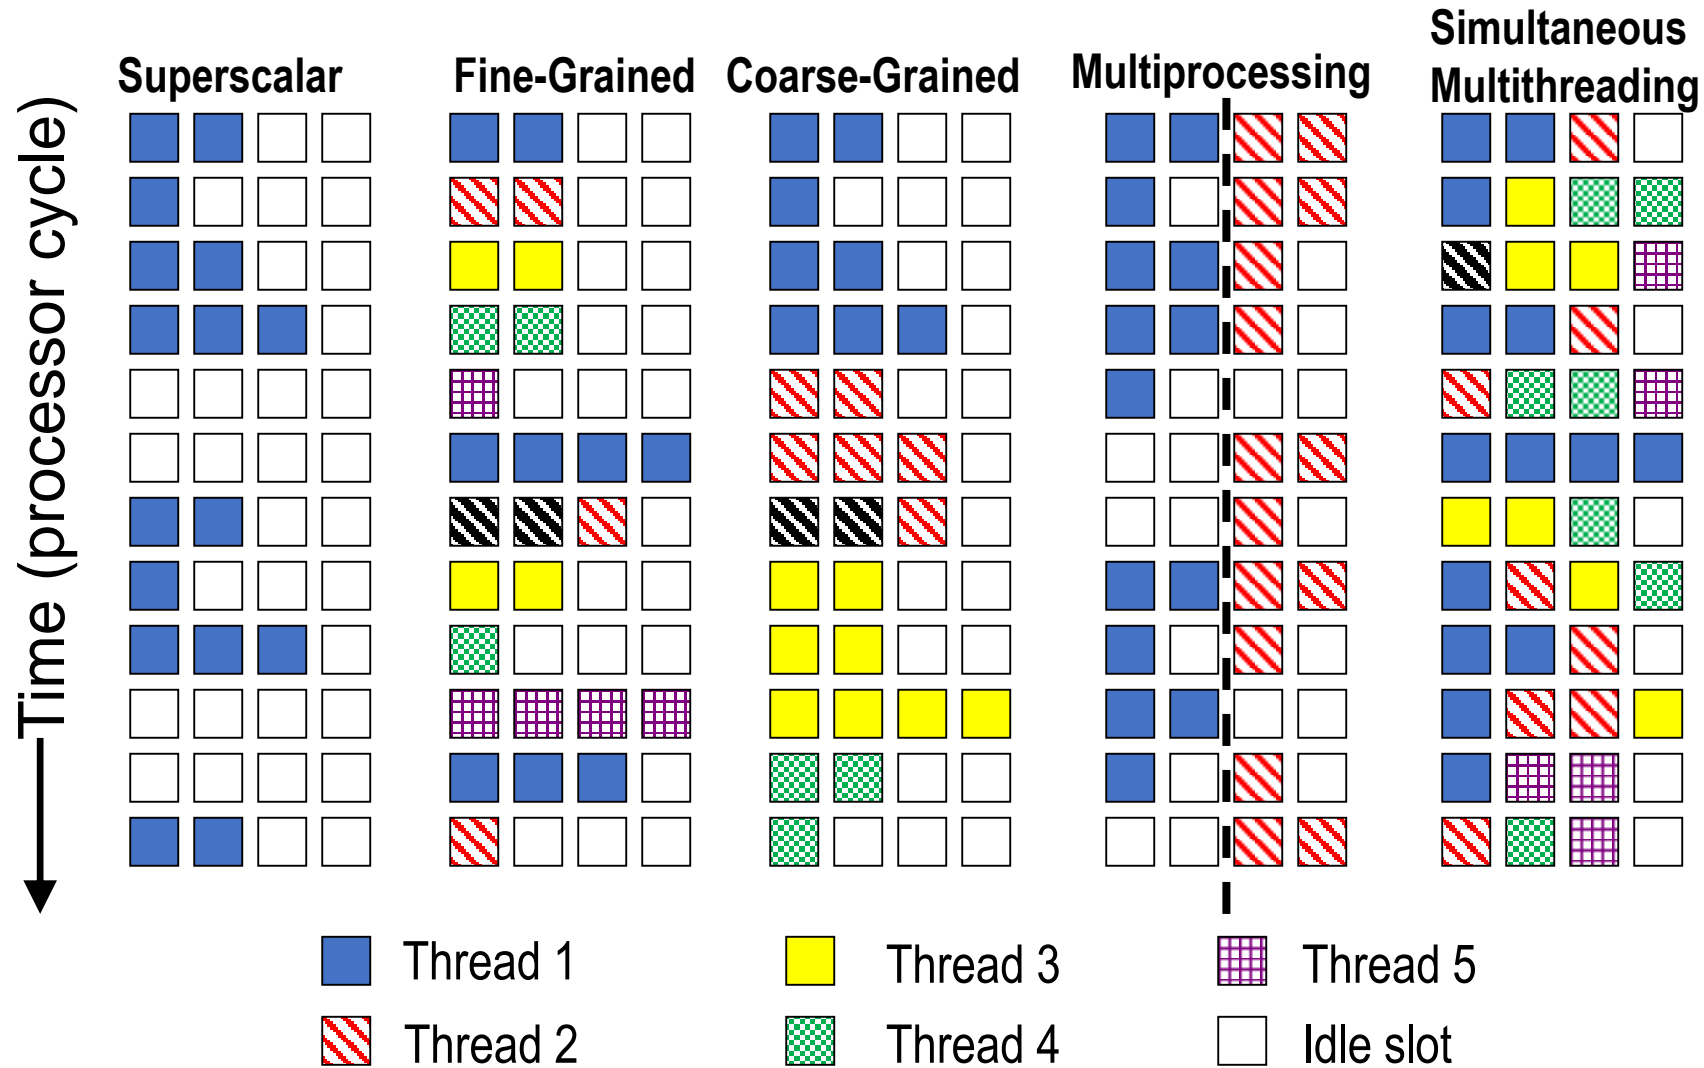 Superscalar
Fine-Grained
Coarse-Grained
Multiprocessing
Simultaneous
Multithreading
Time (processor cycle)
Thread 1
Thread 3
Thread 5
Thread 2
Thread 4
Idle slot